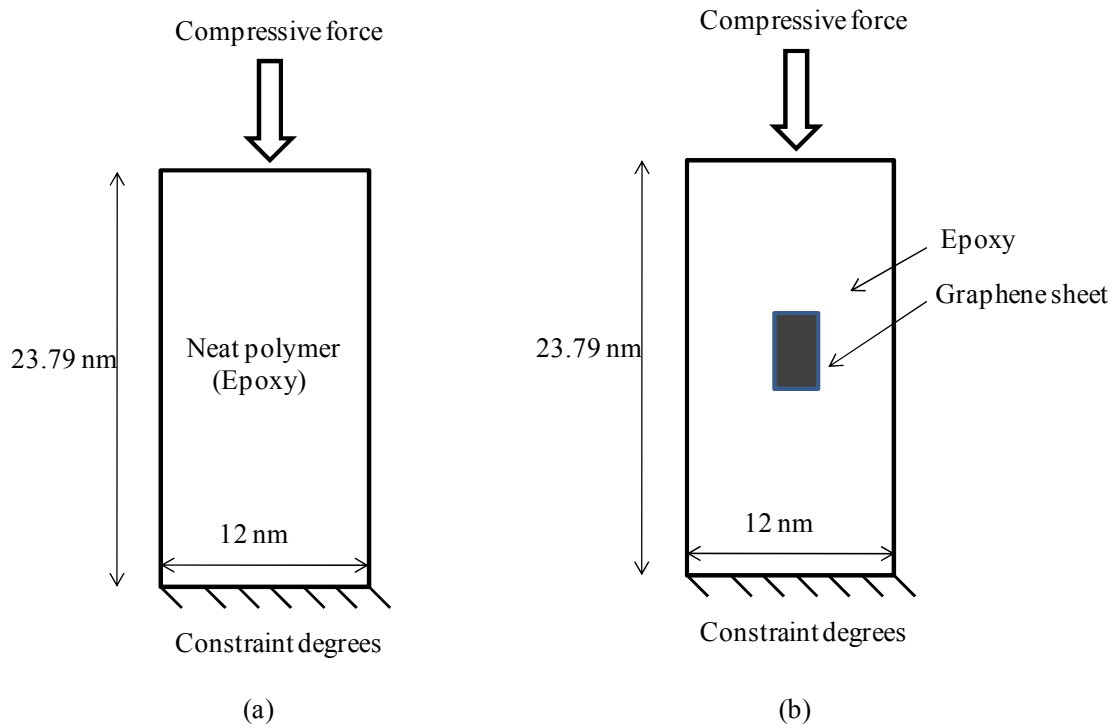 Compressive force
23.79 nm
Neat polymer
(Epoxy)
12 nm
Constraint degrees
(a)
Compressive force
Epoxy
Graphene sheet
23.79 nm
12 nm
Constraint degrees
(b)